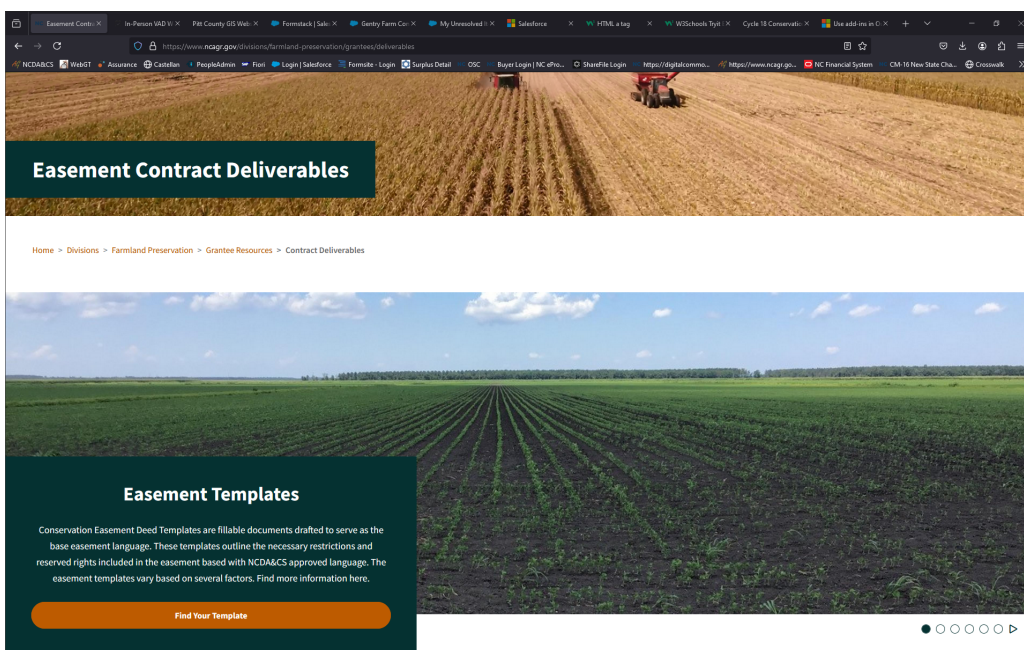 Easement Contra
In-Person VAD W
Pitt County GIS Web
Formstack | Sale
Gentry Farm Con
My Unresolved It
Salesforce
HTML a tag
W3Schools Tryit
Cycle 18 Conservatio
Use add-ins in O
https://www.ncagr.gov/divisions/farmland-preservation/grantees/deliverables
NCDA&CS
WebGT
Assurance
Castellan
PeopleAdmin
Fiori
Login | Salesforce
Formsite - Login
Surplus Detail
OSC
Buyer Login | NC ePro...
ShareFile Login
https://digitalcommo...
https://www.ncagr.go...
NC Financial System
CM-16 New State Cha...
Crosswalk
Easement Contract Deliverables
Home > Divisions > Farmland Preservation > Grantee Resources > Contract Deliverables
Easement Templates
Conservation Easement Deed Templates are fillable documents drafted to serve as the
base easement language. These templates outline the necessary restrictions and
reserved rights included in the easement based with NCDA&CS approved language. The
easement templates vary based on several factors. Find more information here.
Find Your Template